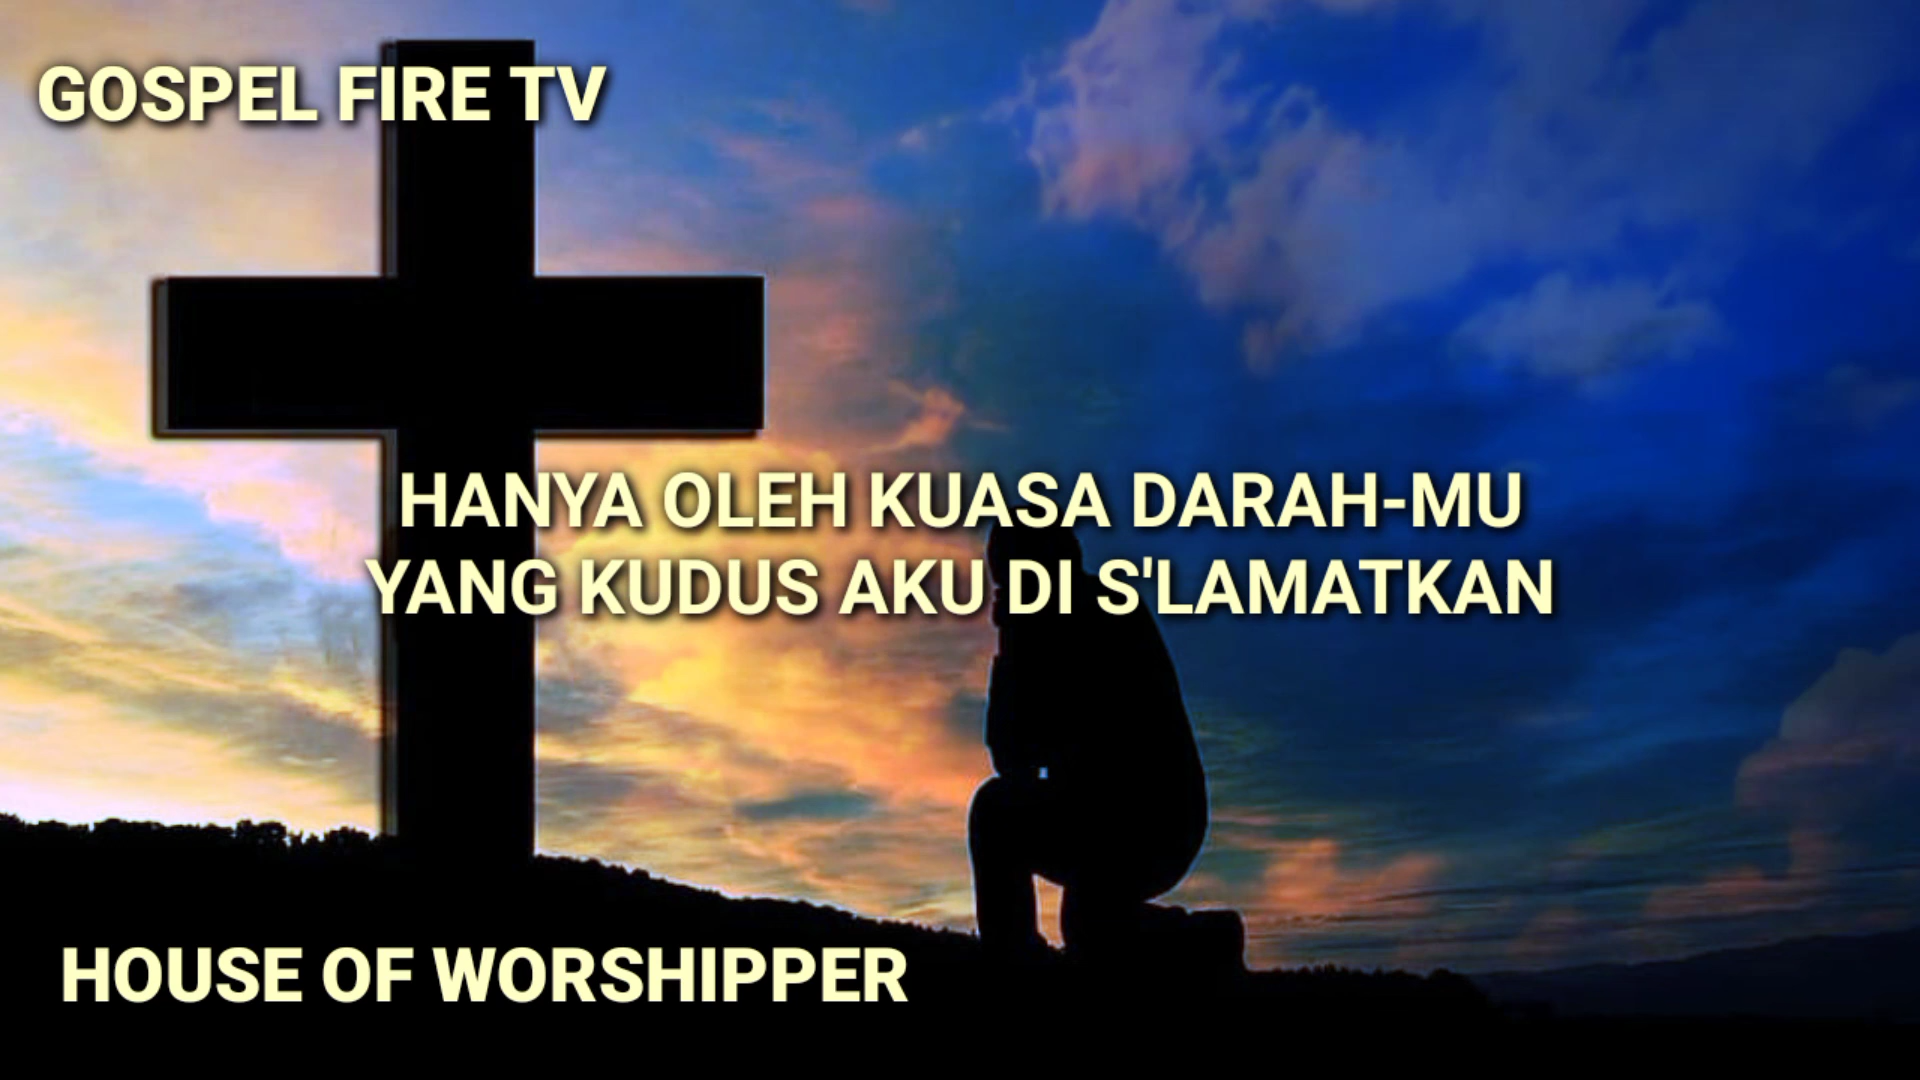 GOSPEL FIRE TV
HANYA OLEH KUASA DARAH-MU
YANG KUDUS AKU DI S'LAMATKAN
HOUSE OF WORSHIPPER